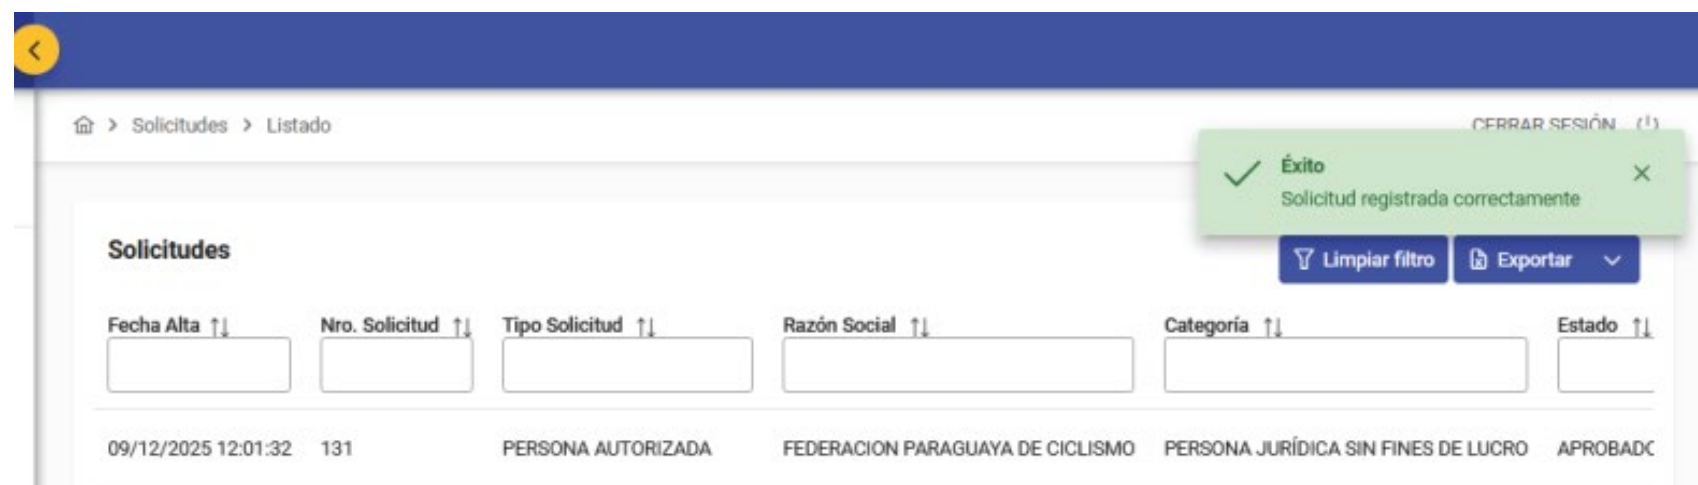 Solicitudes > Listado
CERRAR SESIÓN
Éxito
Solicitud registrada correctamente
Solicitudes
Limpiar filtro
Exportar
Fecha Alta Nro. Solicitud Tipo Solicitud Razón Social Categoría Estado
09/12/2025 12:01:32 131 PERSONA AUTORIZADA FEDERACION PARAGUAYA DE CICLISMO PERSONA JURÍDICA SIN FINES DE LUCRO APROBADO